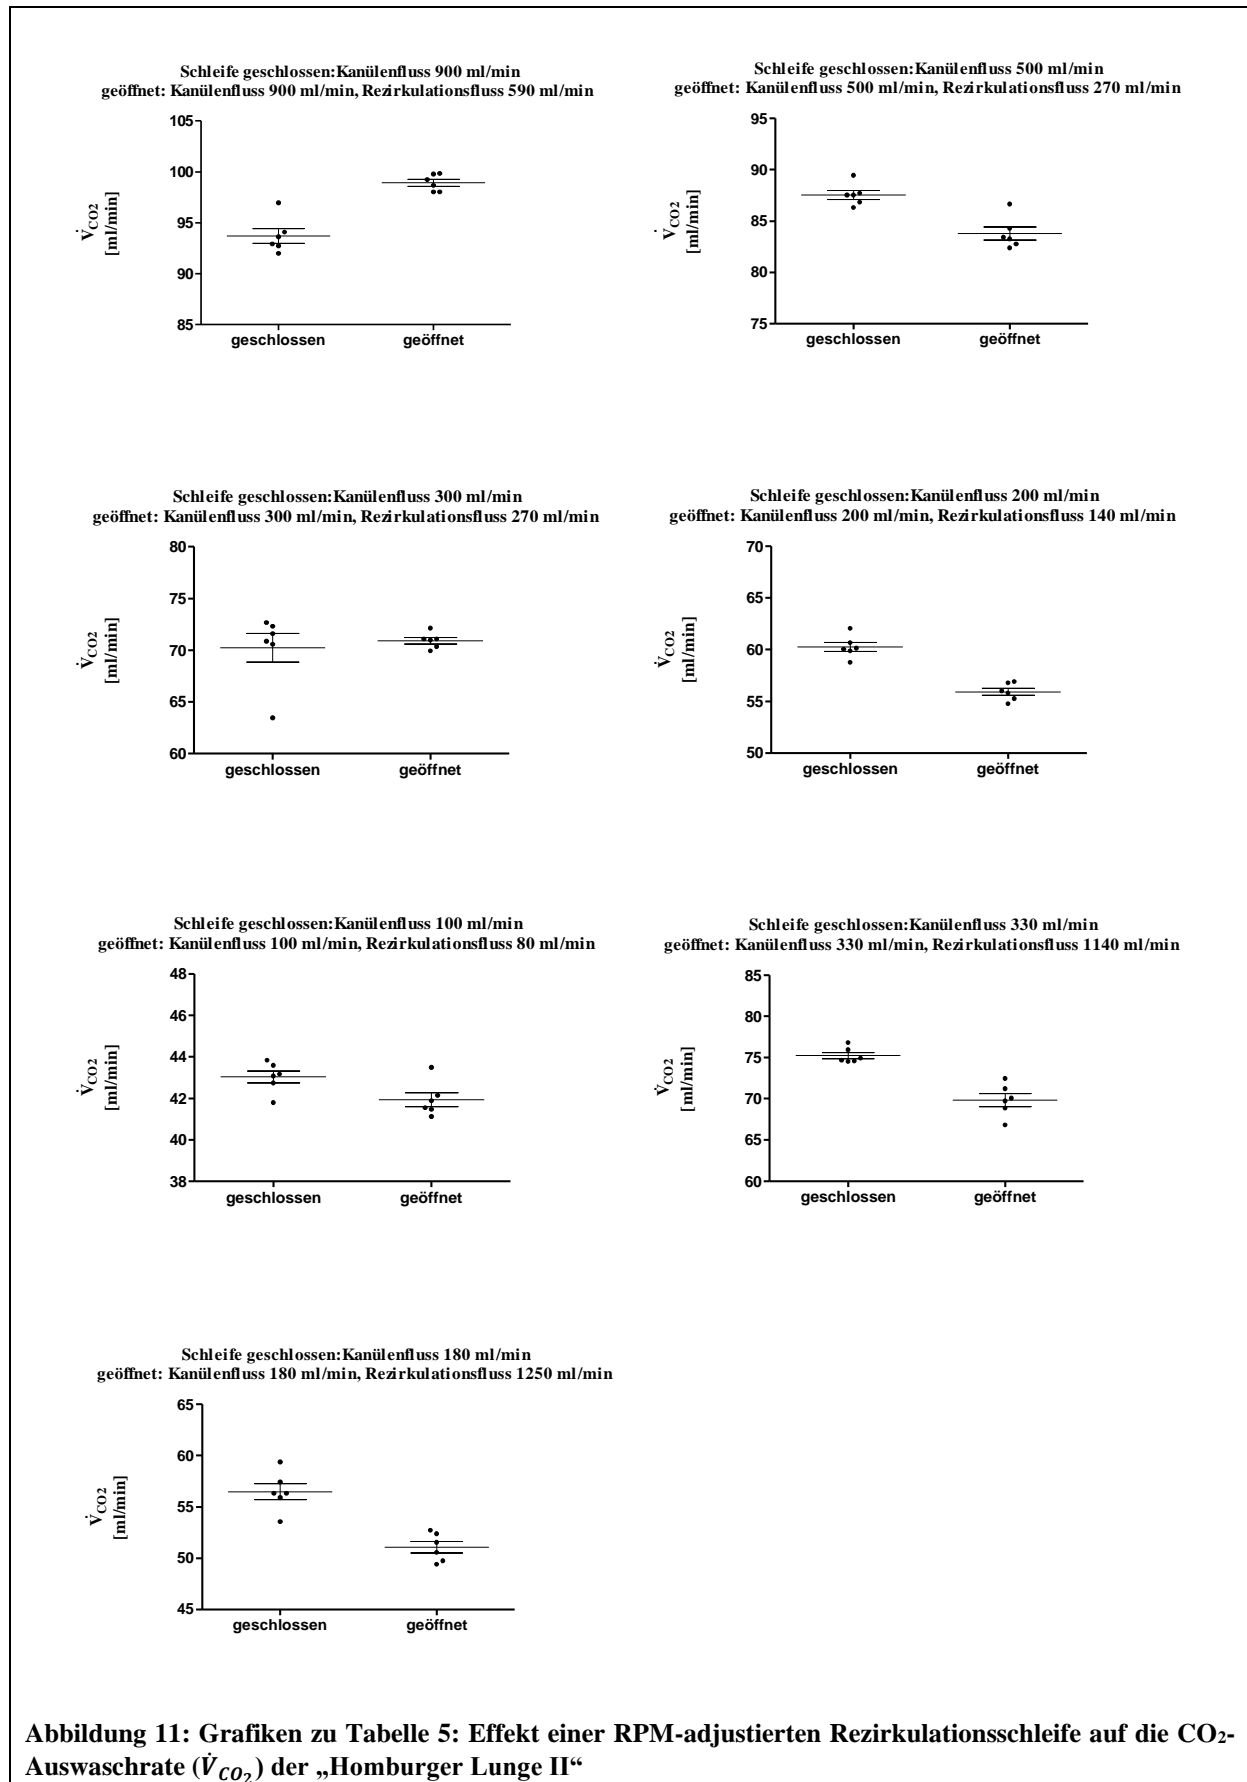 Schleife geschlossen:Kanülenfluss 900 ml/min
geöffnet: Kanülenfluss 900 ml/min, Rezirkulationsfluss 590 ml/min
105
100
95
90
85
V̇CO2
[ml/min]
geschlossen geöffnet
Schleife geschlossen:Kanülenfluss 500 ml/min
geöffnet: Kanülenfluss 500 ml/min, Rezirkulationsfluss 270 ml/min
95
90
85
80
75
V̇CO2
[ml/min]
geschlossen geöffnet
Schleife geschlossen:Kanülenfluss 300 ml/min
geöffnet: Kanülenfluss 300 ml/min, Rezirkulationsfluss 270 ml/min
80
75
70
65
60
V̇CO2
[ml/min]
geschlossen geöffnet
Schleife geschlossen:Kanülenfluss 200 ml/min
geöffnet: Kanülenfluss 200 ml/min, Rezirkulationsfluss 140 ml/min
70
65
60
55
50
V̇CO2
[ml/min]
geschlossen geöffnet
Schleife geschlossen:Kanülenfluss 100 ml/min
geöffnet: Kanülenfluss 100 ml/min, Rezirkulationsfluss 80 ml/min
48
46
44
42
40
38
V̇CO2
[ml/min]
geschlossen geöffnet
Schleife geschlossen:Kanülenfluss 330 ml/min
geöffnet: Kanülenfluss 330 ml/min, Rezirkulationsfluss 1140 ml/min
85
80
75
70
65
60
V̇CO2
[ml/min]
geschlossen geöffnet
Schleife geschlossen:Kanülenfluss 180 ml/min
geöffnet: Kanülenfluss 180 ml/min, Rezirkulationsfluss 1250 ml/min
65
60
55
50
45
V̇CO2
[ml/min]
geschlossen geöffnet
Abbildung 11: Grafiken zu Tabelle 5: Effekt einer RPM-adjustierten Rezirkulationsschleife auf die CO₂-
Auswaschrate (V̇CO₂) der „Homburger Lunge II“